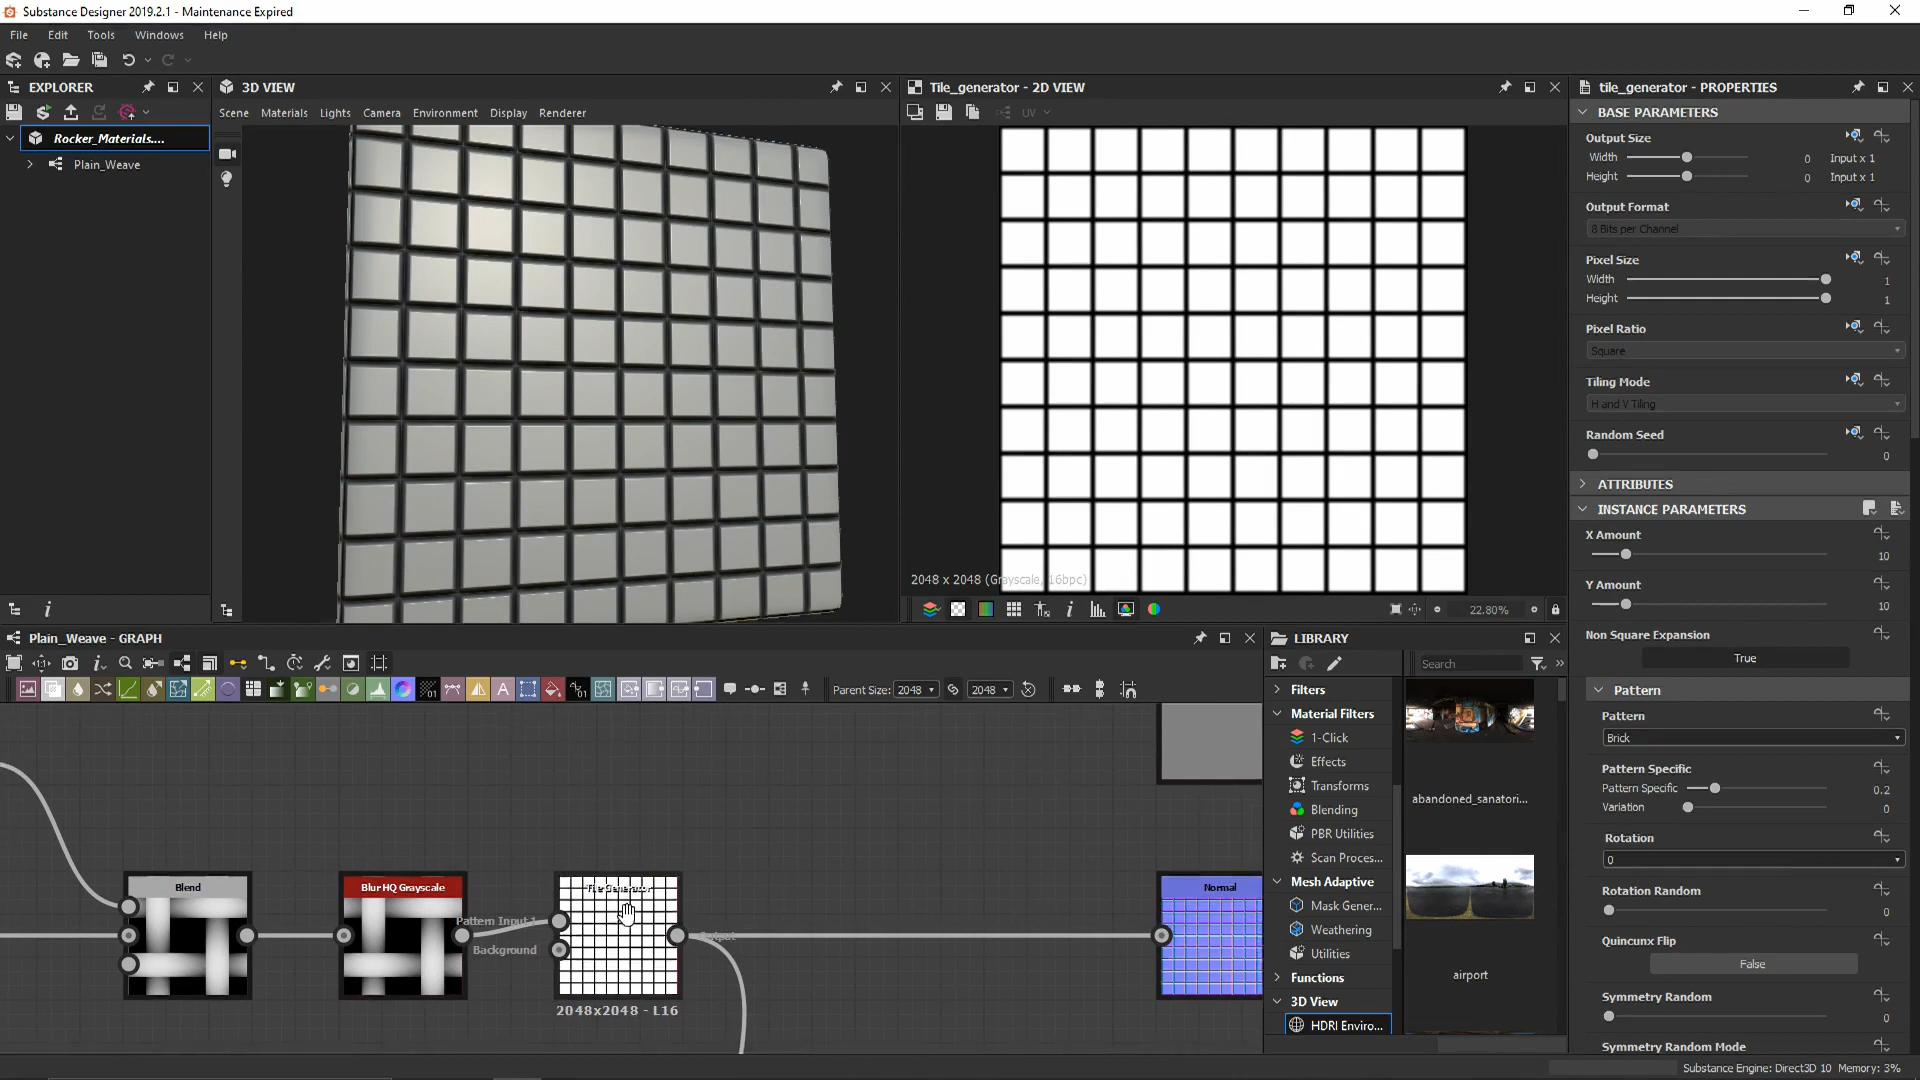 Substance Designer 2019.2.1 - Maintenance Expired
File Edit Tools Windows Help
EXPLORER
Rocker_Materials....
Plain_Weave
3D VIEW
Scene Materials Lights Camera Environment Display Renderer
Tile_generator - 2D VIEW
UV
2048 x 2048 (Grayscale, 16bpc)
22.80%
tile_generator - PROPERTIES
BASE PARAMETERS
Output Size
Width 0 Input x 1
Height 0 Input x 1
Output Format
8 Bits per Channel
Pixel Size
Width 1
Height 1
Pixel Ratio
Square
Tiling Mode
H and V Tiling
Random Seed
0
ATTRIBUTES
INSTANCE PARAMETERS
X Amount
10
Y Amount
10
Non Square Expansion
True
Pattern
Pattern
Brick
Pattern Specific
Pattern Specific 0.2
Variation 0
Rotation
0
Rotation Random
0
Quincunx Flip
False
Symmetry Random
0
Symmetry Random Mode
Plain_Weave - GRAPH
Parent Size: 2048 2048
Blend
Blur HQ Grayscale
Pattern Input 1
Background
Tile Generator
Output
2048x2048 - L16
Normal
LIBRARY
Search
Filters
Material Filters
1-Click
Effects
Transforms
Blending
PBR Utilities
Scan Proces...
Mesh Adaptive
Mask Gener...
Weathering
Utilities
Functions
3D View
HDRI Enviro...
abandoned_sanatori...
airport
Substance Engine: Direct3D 10 Memory: 3%